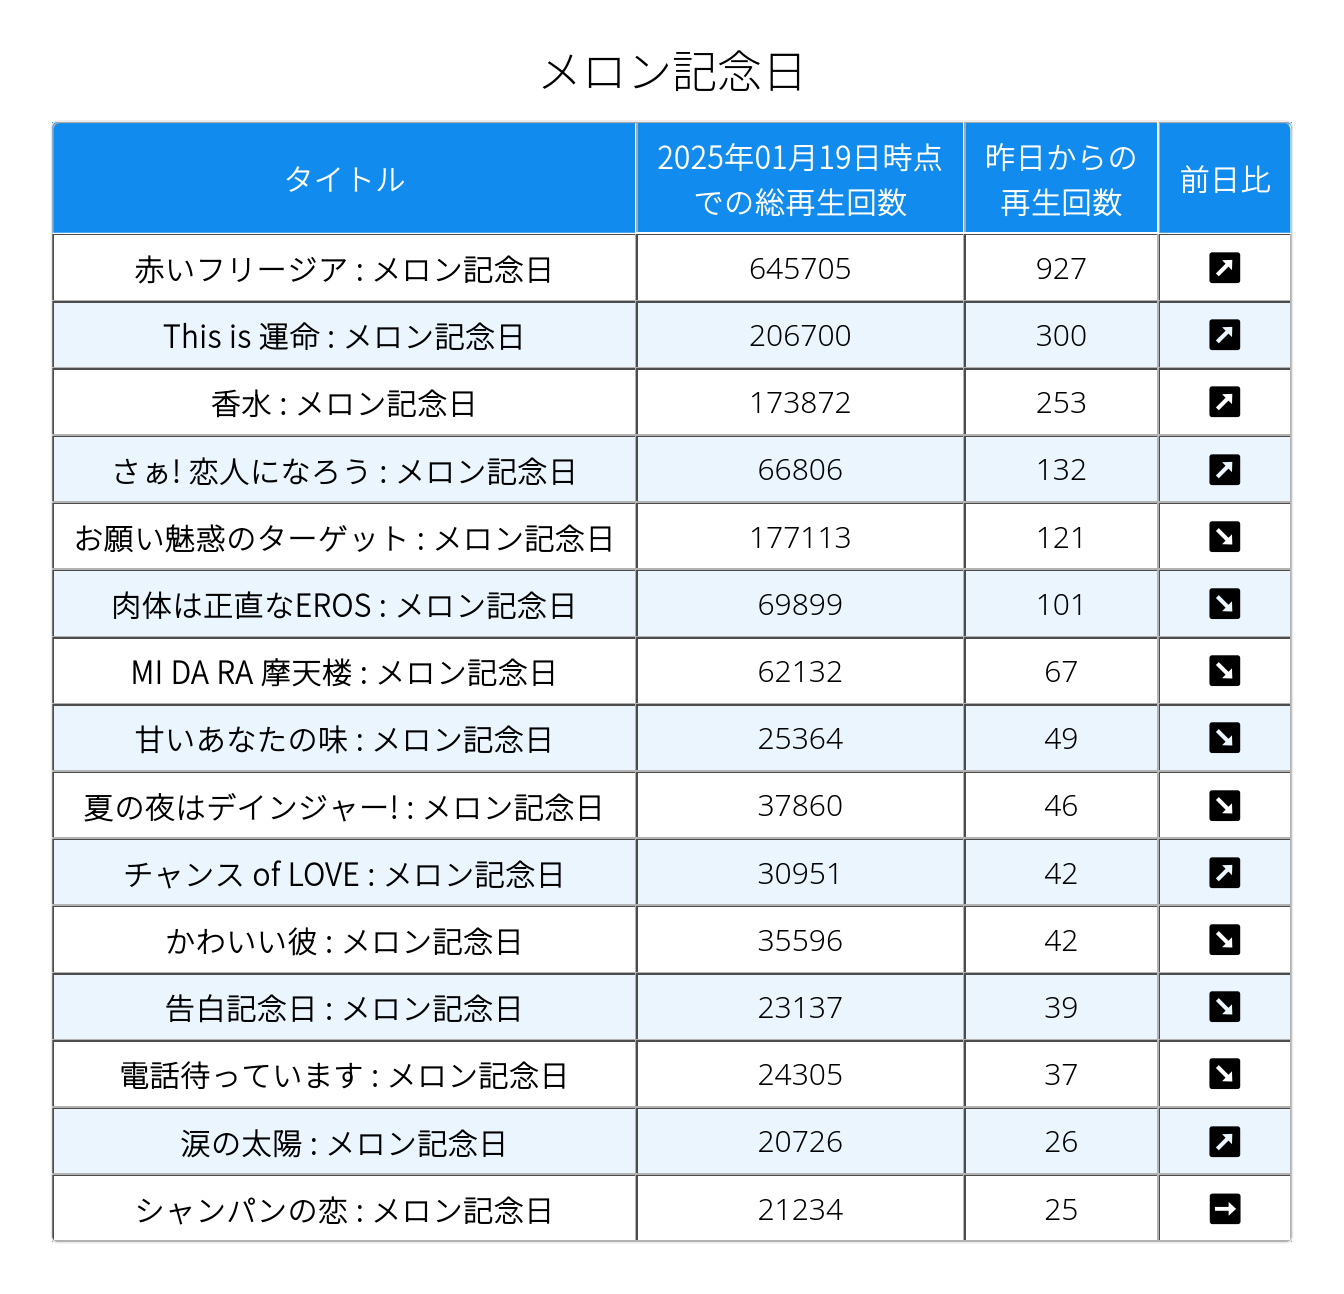 メロン記念日
タイトル 2025年01月19日時点での総再生回数 昨日からの再生回数 前日比
赤いフリージア : メロン記念日 645705 927 ↗
This is 運命 : メロン記念日 206700 300 ↗
香水 : メロン記念日 173872 253 ↗
さぁ! 恋人になろう : メロン記念日 66806 132 ↗
お願い魅惑のターゲット : メロン記念日 177113 121 ↘
肉体は正直なEROS : メロン記念日 69899 101 ↘
MI DA RA 摩天楼 : メロン記念日 62132 67 ↘
甘いあなたの味 : メロン記念日 25364 49 ↘
夏の夜はデインジャー! : メロン記念日 37860 46 ↘
チャンス of LOVE : メロン記念日 30951 42 ↗
かわいい彼 : メロン記念日 35596 42 ↘
告白記念日 : メロン記念日 23137 39 ↘
電話待っています : メロン記念日 24305 37 ↘
涙の太陽 : メロン記念日 20726 26 ↗
シャンパンの恋 : メロン記念日 21234 25 →